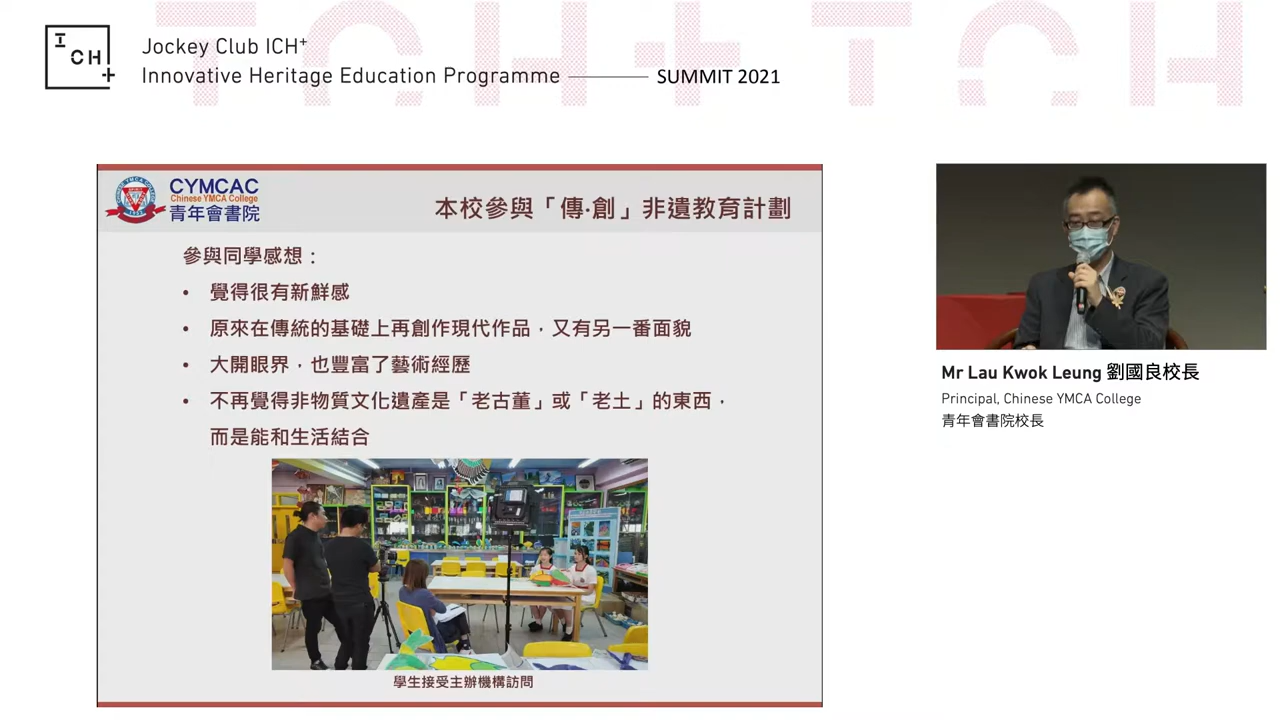 I
CH
+
Jockey Club ICH+
Innovative Heritage Education Programme
SUMMIT 2021
CYMCAC
Chinese YMCA College
青年會書院
本校參與「傳‧創」非遺教育計劃
參與同學感想：
• 覺得很有新鮮感
• 原來在傳統的基礎上再創作現代作品，又有另一番面貌
• 大開眼界，也豐富了藝術經歷
• 不再覺得非物質文化遺產是「老古董」或「老土」的東西，
而是能和生活結合
學生接受主辦機構訪問
Mr Lau Kwok Leung 劉國良校長
Principal, Chinese YMCA College
青年會書院校長